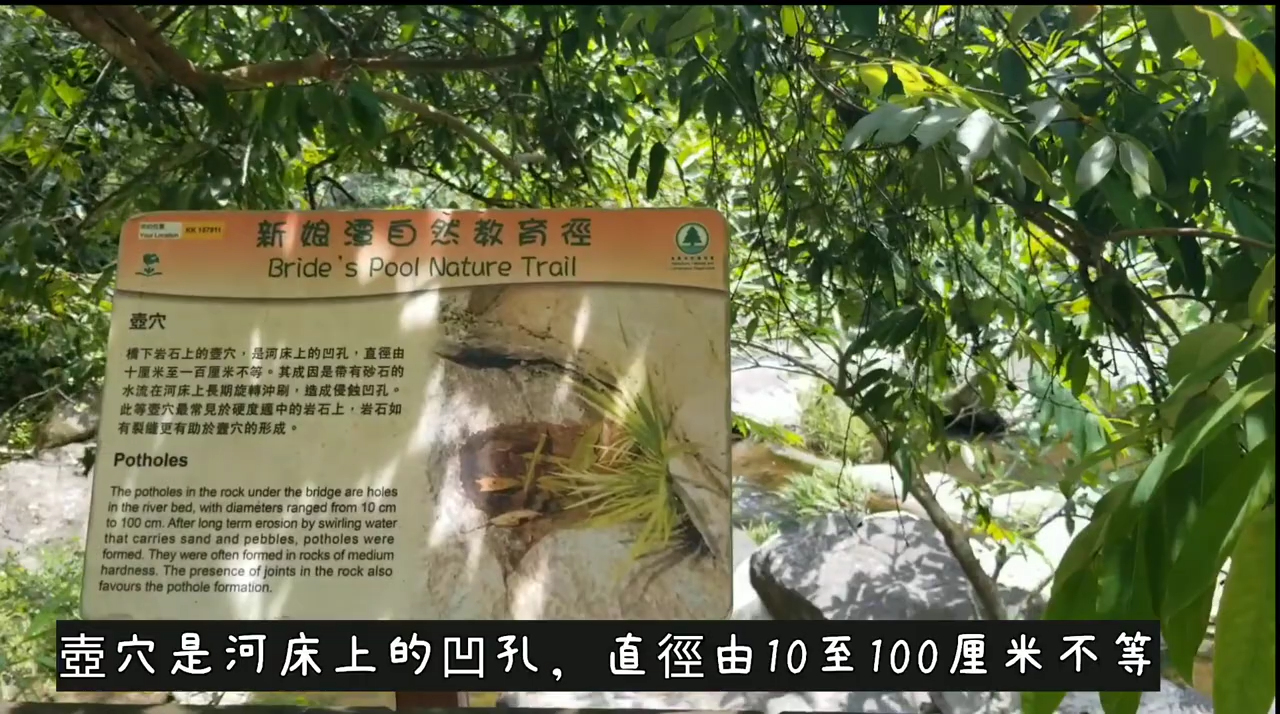 你的位置
Your Location
KK 157911
新娘潭自然教育徑
Bride's Pool Nature Trail
壺穴
橋下岩石上的壺穴，是河床上的凹孔，直徑由
十厘米至一百厘米不等。其成因是帶有砂石的
水流在河床上長期旋轉沖刷，造成侵蝕凹孔。
此等壺穴最常見於硬度適中的岩石上，岩石如
有裂縫更有助於壺穴的形成。
Potholes
The potholes in the rock under the bridge are holes
in the river bed, with diameters ranged from 10 cm
to 100 cm. After long term erosion by swirling water
that carries sand and pebbles, potholes were
formed. They were often formed in rocks of medium
hardness. The presence of joints in the rock also
favours the pothole formation.
壺穴是河床上的凹孔，直徑由10至100厘米不等